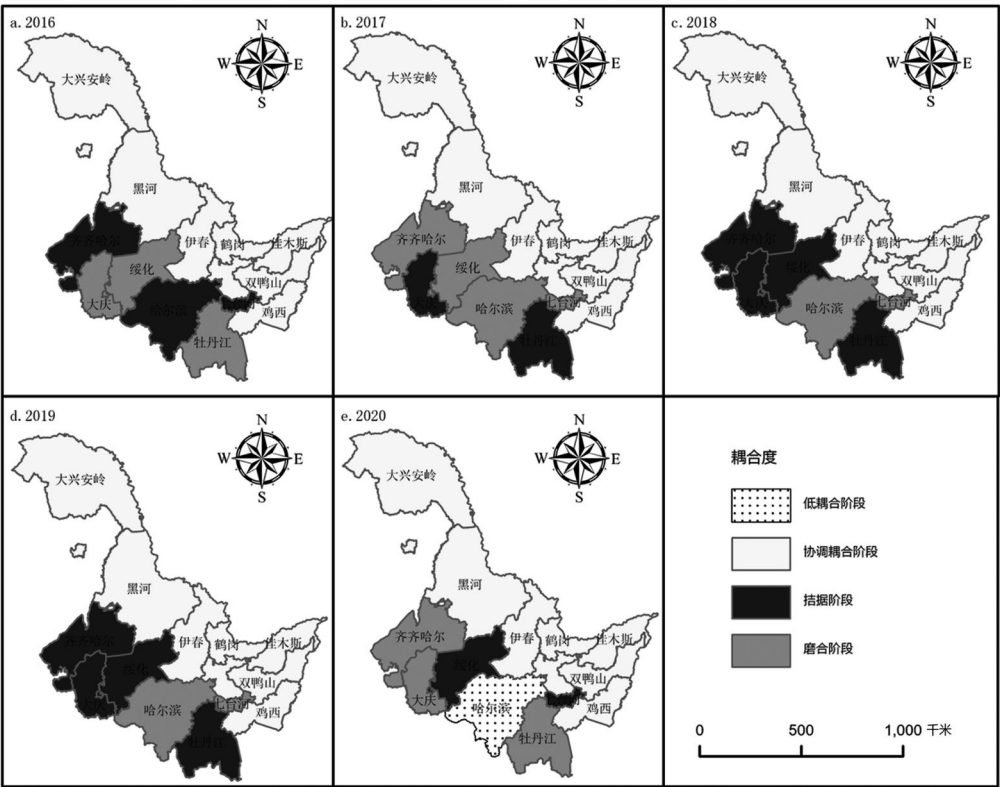 a. 2016
N
W
E
S
大兴安岭
黑河
齐齐哈尔
伊春
鹤岗
佳木斯
绥化
双鸭山
大庆
哈尔滨
鸡西
牡丹江
b. 2017
N
W
E
S
大兴安岭
黑河
齐齐哈尔
伊春
鹤岗
佳木斯
绥化
双鸭山
七台河
哈尔滨
鸡西
牡丹江
c. 2018
N
W
E
S
大兴安岭
黑河
齐齐哈尔
伊春
鹤岗
佳木斯
绥化
双鸭山
七台河
哈尔滨
鸡西
牡丹江
d. 2019
N
W
E
S
大兴安岭
黑河
齐齐哈尔
伊春
鹤岗
佳木斯
绥化
双鸭山
七台河
哈尔滨
鸡西
牡丹江
e. 2020
N
W
E
S
大兴安岭
黑河
齐齐哈尔
伊春
鹤岗
佳木斯
绥化
双鸭山
大庆
哈尔滨
鸡西
牡丹江
耦合度
低耦合阶段
协调耦合阶段
拮据阶段
磨合阶段
0 500 1,000 千米